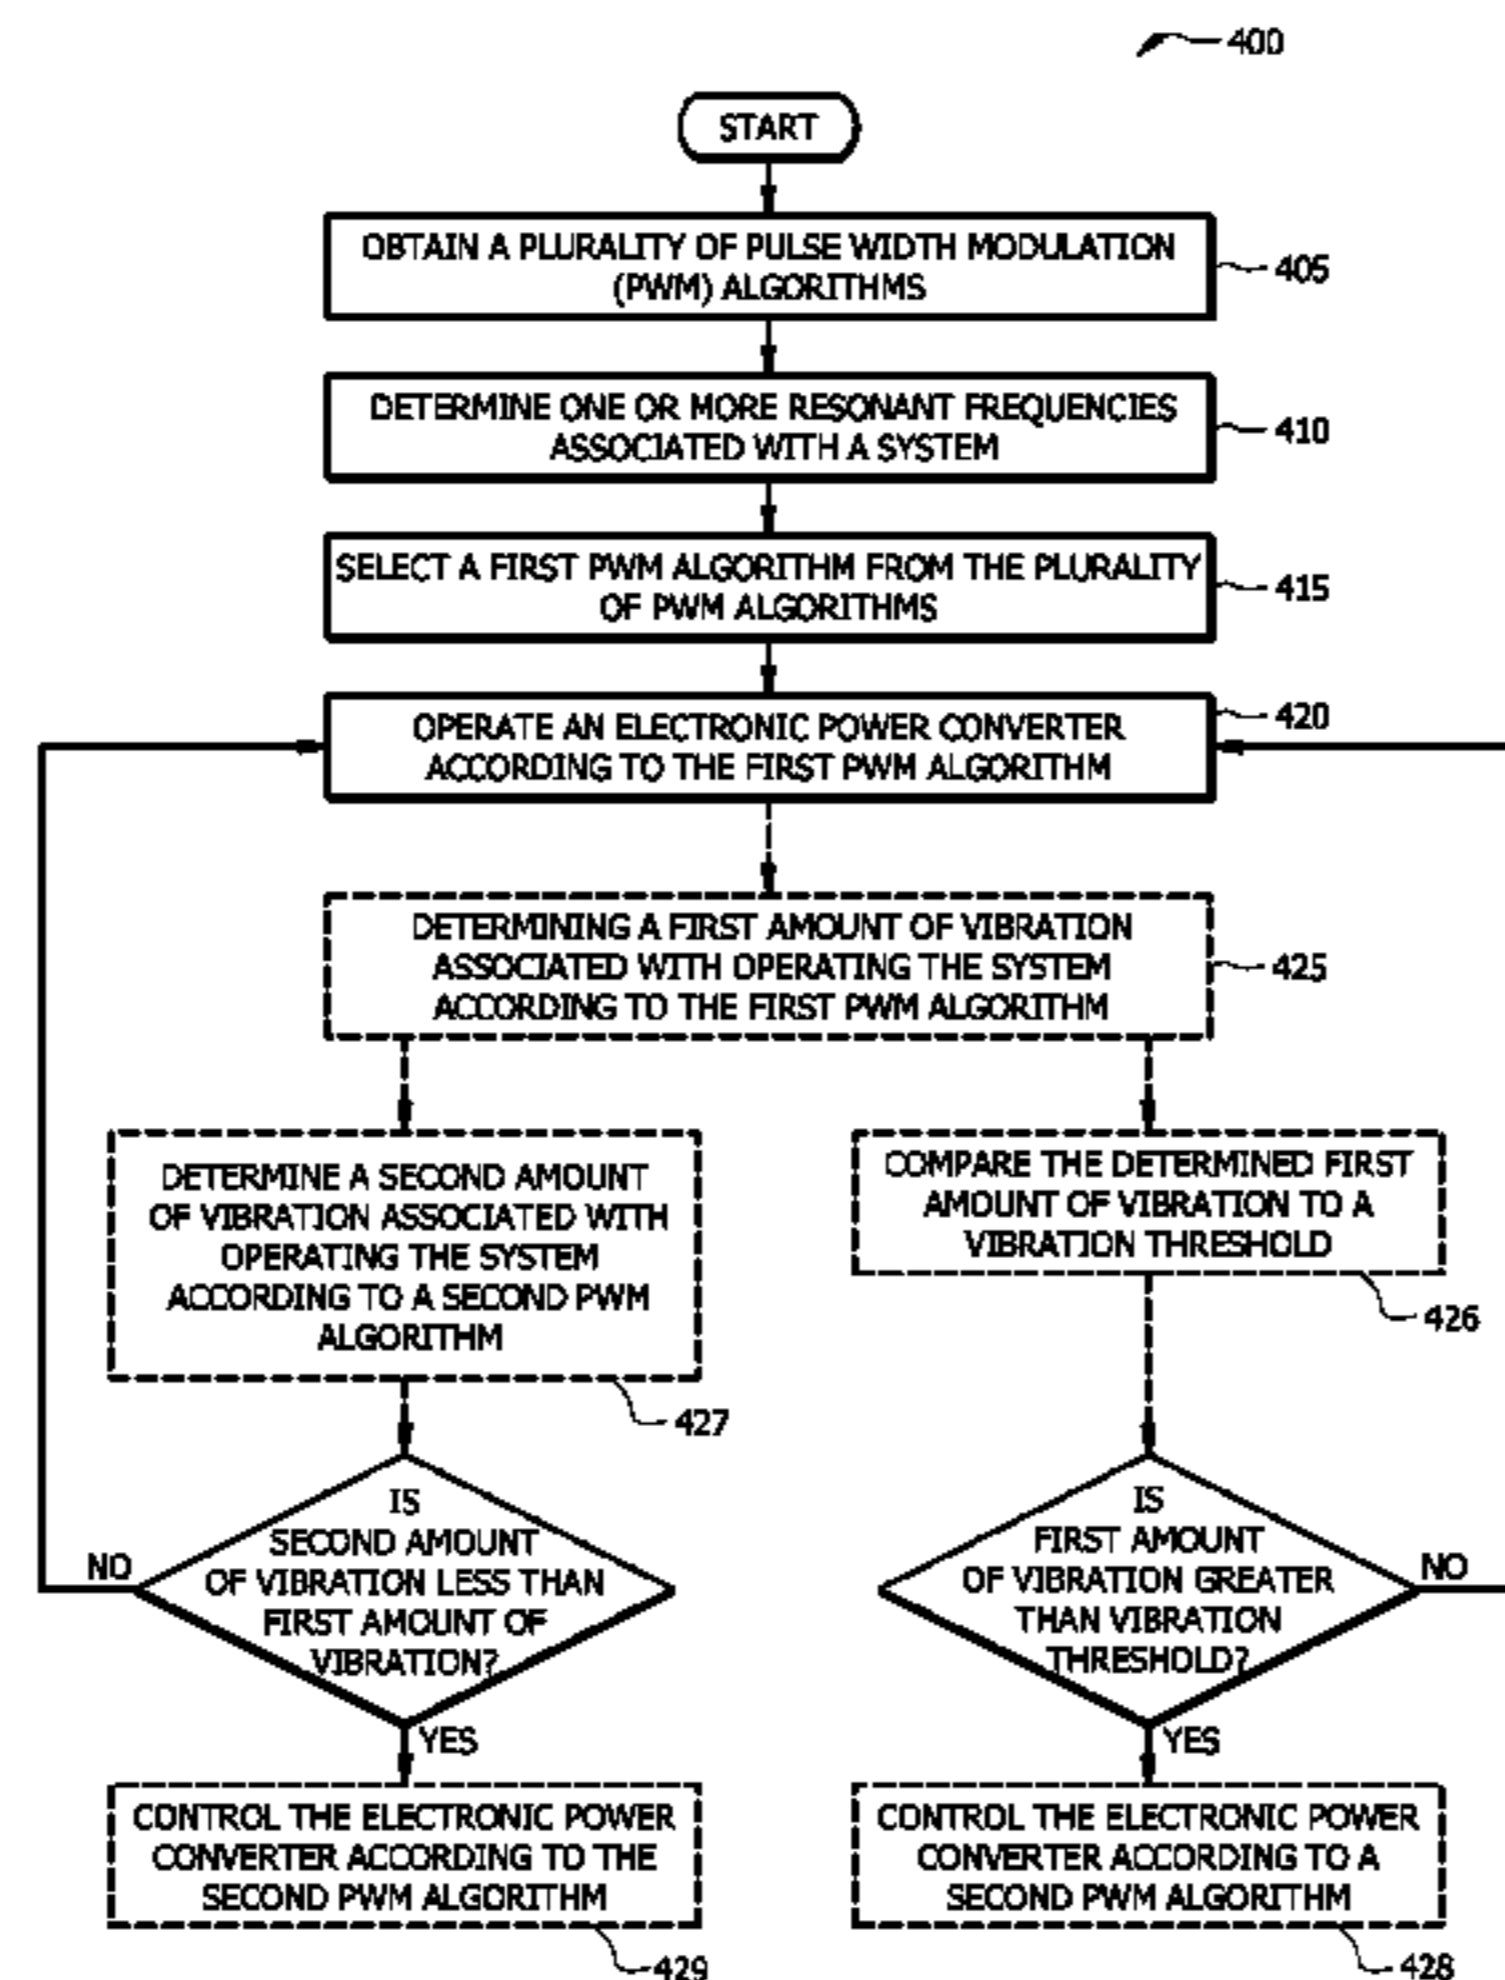 400
START
OBTAIN A PLURALITY OF PULSE WIDTH MODULATION
(PWM) ALGORITHMS
405
DETERMINE ONE OR MORE RESONANT FREQUENCIES
ASSOCIATED WITH A SYSTEM
410
SELECT A FIRST PWM ALGORITHM FROM THE PLURALITY
OF PWM ALGORITHMS
415
OPERATE AN ELECTRONIC POWER CONVERTER
ACCORDING TO THE FIRST PWM ALGORITHM
420
DETERMINING A FIRST AMOUNT OF VIBRATION
ASSOCIATED WITH OPERATING THE SYSTEM
ACCORDING TO THE FIRST PWM ALGORITHM
425
DETERMINE A SECOND AMOUNT
OF VIBRATION ASSOCIATED WITH
OPERATING THE SYSTEM
ACCORDING TO A SECOND PWM
ALGORITHM
427
COMPARE THE DETERMINED FIRST
AMOUNT OF VIBRATION TO A
VIBRATION THRESHOLD
426
IS
SECOND AMOUNT
OF VIBRATION LESS THAN
FIRST AMOUNT OF
VIBRATION?
NO
YES
IS
FIRST AMOUNT
OF VIBRATION GREATER
THAN VIBRATION
THRESHOLD?
NO
YES
CONTROL THE ELECTRONIC POWER
CONVERTER ACCORDING TO THE
SECOND PWM ALGORITHM
429
CONTROL THE ELECTRONIC POWER
CONVERTER ACCORDING TO A
SECOND PWM ALGORITHM
428